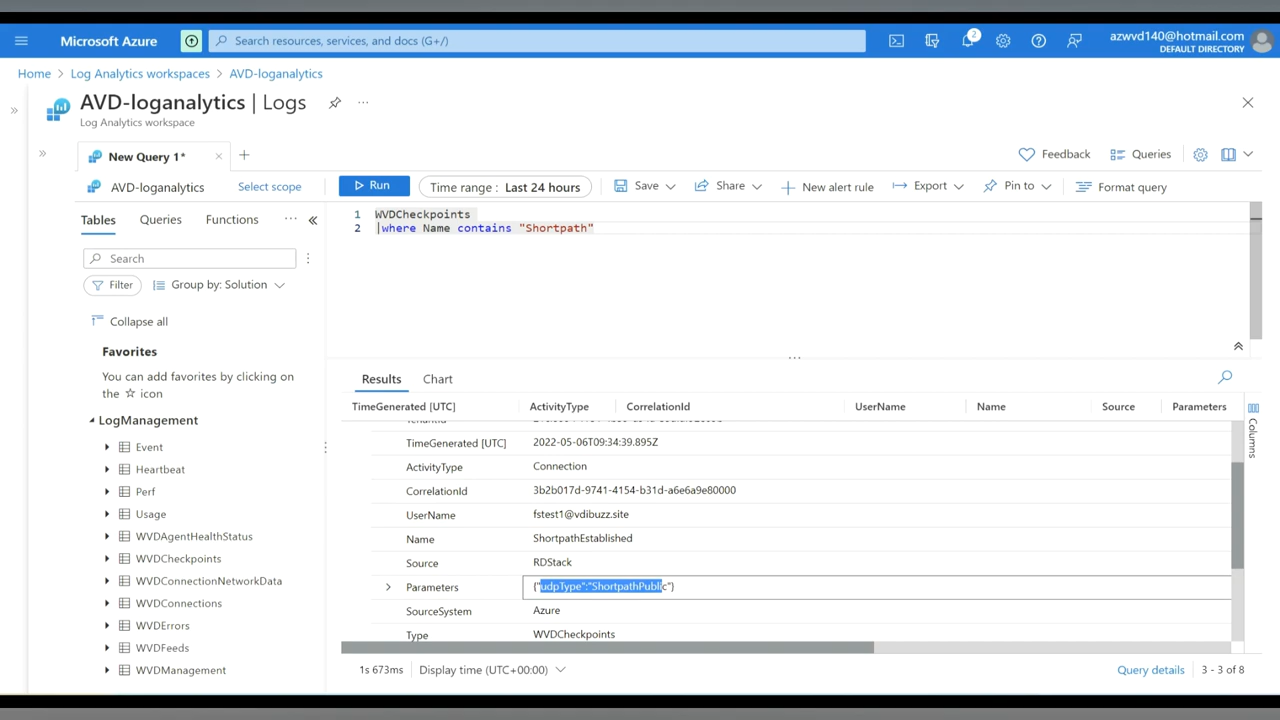 Microsoft Azure
Search resources, services, and docs (G+/)
2
azwvd140@hotmail.com
DEFAULT DIRECTORY
Home > Log Analytics workspaces > AVD-loganalytics
AVD-loganalytics | Logs ...
Log Analytics workspace
New Query 1*
Feedback
Queries
AVD-loganalytics
Select scope
Run
Time range : Last 24 hours
Save
Share
New alert rule
Export
Pin to
Format query
Tables
Queries
Functions
...
1 WVDCheckpoints
2 |where Name contains "Shortpath"
Search
Filter
Group by: Solution
Collapse all
Favorites
You can add favorites by clicking on
the ☆ icon
LogManagement
Event
Heartbeat
Perf
Usage
WVDAgentHealthStatus
WVDCheckpoints
WVDConnectionNetworkData
WVDConnections
WVDErrors
WVDFeeds
WVDManagement
Results
Chart
TimeGenerated [UTC] ActivityType CorrelationId UserName Name Source Parameters
TenantId
TimeGenerated [UTC] 2022-05-06T09:34:39.895Z
ActivityType Connection
CorrelationId 3b2b017d-9741-4154-b31d-a6e6a9e80000
UserName fstest1@vdibuzz.site
Name ShortpathEstablished
Source RDStack
Parameters {"udpType":"ShortpathPublic"}
SourceSystem Azure
Type WVDCheckpoints
Columns
1s 673ms
Display time (UTC+00:00)
Query details
3 - 3 of 8